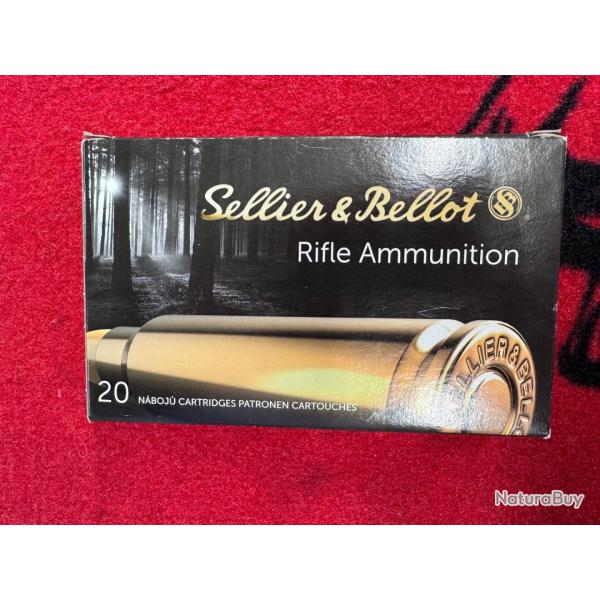 Sellier & Bellot
Rifle Ammunition
LLIER & BELL
20 NÁBOJŮ CARTRIDGES PATRONEN CARTOUCHES
NaturaBuy